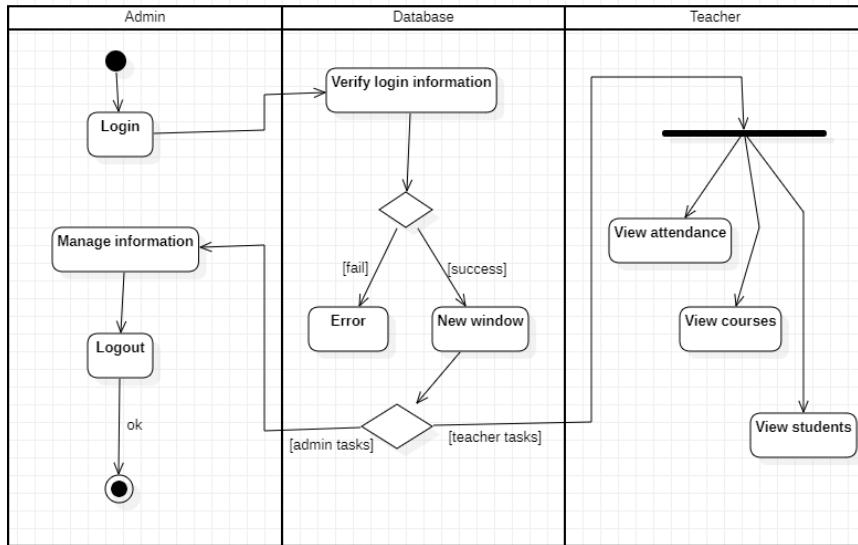 Admin
Database
Teacher
Login
Verify login information
Manage information
View attendance
[fail]
[success]
Error
New window
View courses
Logout
ok
[admin tasks]
[teacher tasks]
View students